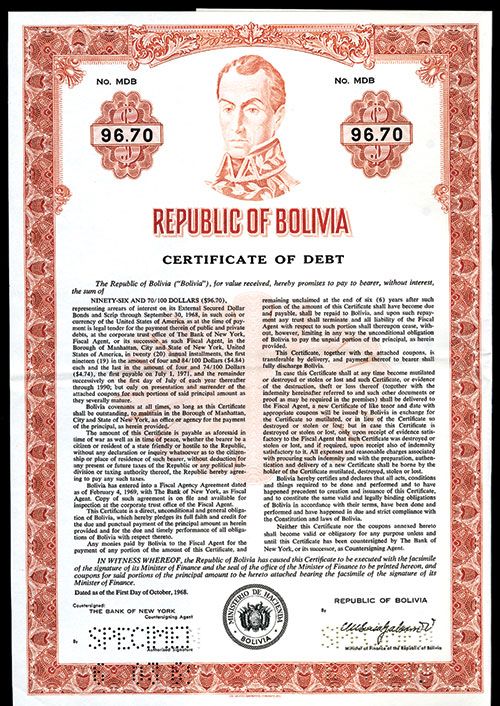 No. MDB
No. MDB
96.70
96.70
REPUBLIC OF BOLIVIA
CERTIFICATE OF DEBT
The Republic of Bolivia ("Bolivia"), for value received, hereby promises to pay to bearer, without interest,
the sum of
NINETY-SIX AND 70/100 DOLLARS ($96.70),
representing arrears of interest on its External Secured Dollar
Bonds and Scrip through September 30, 1968, in such coin or
currency of the United States of America, as at the time of pay-
ment is legal tender for the payment therein of public and private
debts, at the corporate trust office of The Bank of New York,
Fiscal Agent, or its successor, as such Fiscal Agent, in the
Borough of Manhattan, City and State of New York, United
States of America, in twenty (20) annual installments, the first
nineteen (19) in the amount of four and 84/100 Dollars ($4.84)
each and the last in the amount of four and 74/100 Dollars
($4.74), the first payable on July 1, 1971, and the remainder
successively on the first day of July of each year thereafter
through 1990, but only on presentation and surrender of the
attached coupons for such portions of said principal amount as
they severally mature.
Bolivia covenants at all times, so long as this Certificate
shall be outstanding, to maintain in the Borough of Manhattan,
City and State of New York, an office or agency for the payment
of the principal, as herein provided.
The amount of this Certificate is payable as aforesaid in
time of war as well as in time of peace, whether the bearer be a
citizen or resident of a state friendly or hostile to the Republic,
without any declaration or inquiry whatsoever as to the citizen-
ship or place of residence of such bearer, without deduction for
any present or future taxes of the Republic or any political sub-
division or taxing authority thereof, the Republic hereby agree-
ing to pay any such taxes.
Bolivia has entered into a Fiscal Agency Agreement dated
as of February 4, 1969, with The Bank of New York, as Fiscal
Agent. Copy of such agreement is on file and available for
inspection at the corporate trust office of the Fiscal Agent.
This Certificate is a direct, unconditional and general obliga-
tion of Bolivia, which hereby pledges its full faith and credit for
the due and punctual payment of the principal amount as herein
provided and for the due and timely performance of all obliga-
tions of Bolivia with respect thereto.
Any monies paid by Bolivia to the Fiscal Agent for the
payment of any portion of the amount of this Certificate, and
remaining unclaimed at the end of six (6) years after such
portion of the amount of this Certificate shall have become due
and payable, shall be repaid to Bolivia, and upon such repay-
ment any trust shall terminate and all liability of the Fiscal
Agent with respect to such portion shall thereupon cease, with-
out, however, limiting in any way the unconditional obligation
of Bolivia to pay the unpaid portion of the principal, as herein
provided.
This Certificate, together with the attached coupons, is
transferable by delivery, and payment thereof to bearer shall
fully discharge Bolivia.
In case this Certificate shall at any time become mutilated
or destroyed or stolen or lost and such Certificate, or evidence
of the destruction, theft or loss thereof (together with the
indemnity hereinafter referred to and such other documents or
proof as may be required in the premises) shall be delivered to
the Fiscal Agent, a new Certificate of like tenor and date with
appropriate coupons will be issued by Bolivia in exchange for
the Certificate so mutilated, or in lieu of the Certificate so
destroyed or stolen or lost; but in case this Certificate is
destroyed or stolen or lost, only upon receipt of evidence satis-
factory to the Fiscal Agent that such Certificate was destroyed or
stolen or lost, and if required, upon receipt also of indemnity
satisfactory to it. All expenses and reasonable charges associated
with procuring such indemnity and with the preparation, authen-
tication and delivery of a new Certificate shall be borne by the
holder of the Certificate mutilated, destroyed, stolen or lost.
Bolivia hereby certifies and declares that all acts, conditions
and things required to be done and performed and to have
happened precedent to creation and issuance of this Certificate,
and to constitute the same valid and legally binding obligations
of Bolivia in accordance with their terms, have been done and
performed and have happened in due and strict compliance with
the Constitution and laws of Bolivia.
Neither this Certificate nor the coupons annexed hereto
shall become valid or obligatory for any purpose unless and
until this Certificate has been countersigned by The Bank of
New York, or its successor, as Countersigning Agent.
IN WITNESS WHEREOF, the Republic of Bolivia has caused this Certificate to be executed with the facsimile
of the signature of its Minister of Finance and the seal of the office of the Minister of Finance to be printed hereon, and
coupons for said portions of the principal amount to be hereto attached bearing the facsimile of the signature of its
Minister of Finance.
Dated as of the First Day of October, 1968.
Countersigned:
THE BANK OF NEW YORK
Countersigning Agent
By
SPECIMEN
Authorized Signature
MINISTERIO DE HACIENDA
BOLIVIA
REPUBLIC OF BOLIVIA
By
Minister of Finance of the Republic of Bolivia